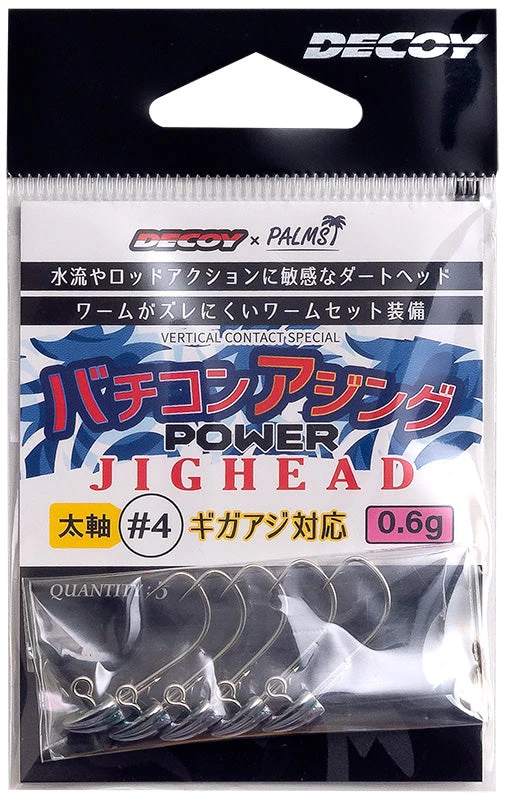 DECOY
DECOY × PALMS
水流やロッドアクションに敏感なダートヘッド
ワームがズレにくいワームセット装備
VERTICAL CONTACT SPECIAL
バチコンアジング
POWER
JIGHEAD
太軸 #4 ギガアジ対応 0.6g
QUANTITY : 5